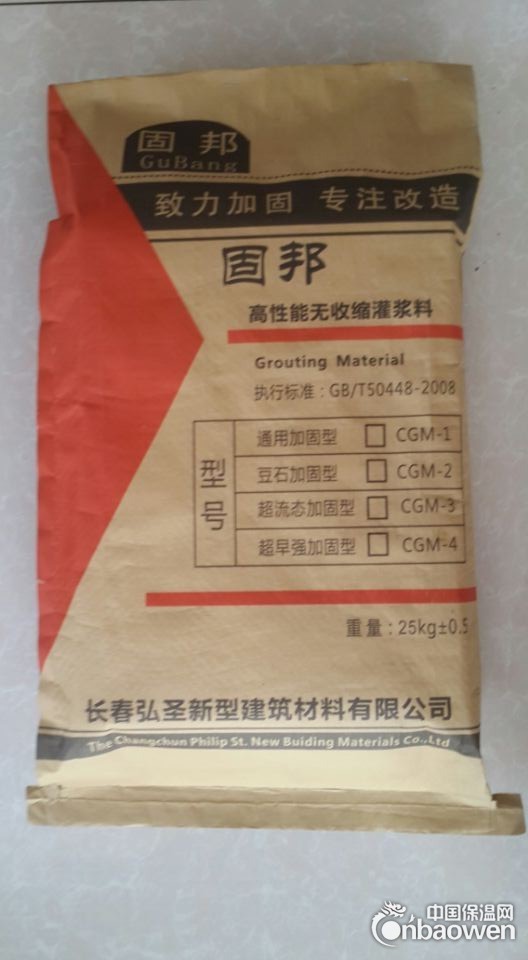 固邦
GuBang
致力加固 专注改造
固邦
高性能无收缩灌浆料
Grouting Material
执行标准：GB/T50448-2008
型号
通用加固型 CGM-1
豆石加固型 CGM-2
超流态加固型 CGM-3
超早强加固型 CGM-4
重量：25kg±0.5
长春弘圣新型建筑材料有限公司
The Changchun Philip St. New Buiding Materials Co.,Ltd
中国保温网
cnbaowen